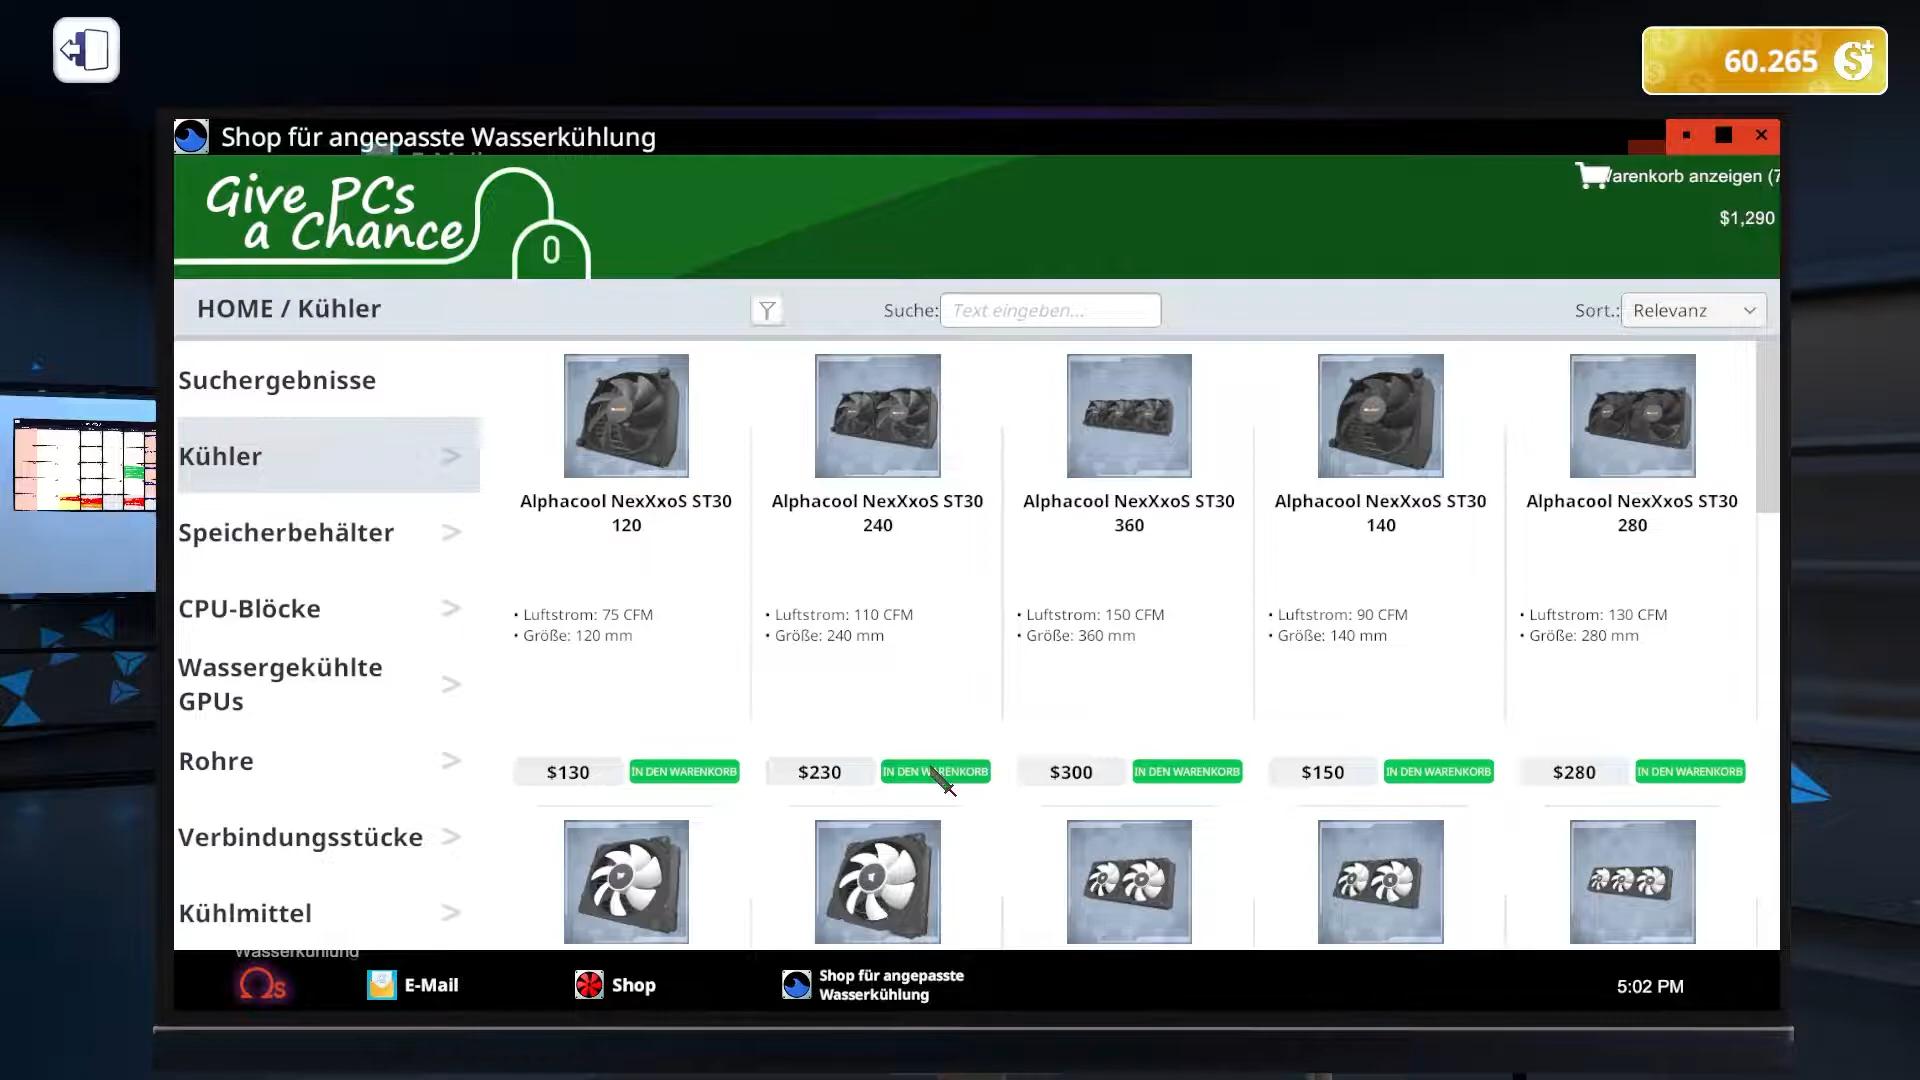 60.265
Shop für angepasste Wasserkühlung
Give PCs
a Chance
arenkorb anzeigen (7
$1,290
HOME / Kühler
Suche:
Text eingeben...
Sort.:
Relevanz
Suchergebnisse
Kühler
Speicherbehälter
CPU-Blöcke
Wassergekühlte
GPUs
Rohre
Verbindungsstücke
Kühlmittel
Alphacool NexXxoS ST30
120
• Luftstrom: 75 CFM
• Größe: 120 mm
$130
IN DEN WARENKORB
Alphacool NexXxoS ST30
240
• Luftstrom: 110 CFM
• Größe: 240 mm
$230
IN DEN WARENKORB
Alphacool NexXxoS ST30
360
• Luftstrom: 150 CFM
• Größe: 360 mm
$300
IN DEN WARENKORB
Alphacool NexXxoS ST30
140
• Luftstrom: 90 CFM
• Größe: 140 mm
$150
IN DEN WARENKORB
Alphacool NexXxoS ST30
280
• Luftstrom: 130 CFM
• Größe: 280 mm
$280
IN DEN WARENKORB
Wasserkühlung
Ωs
E-Mail
Shop
Shop für angepasste
Wasserkühlung
5:02 PM